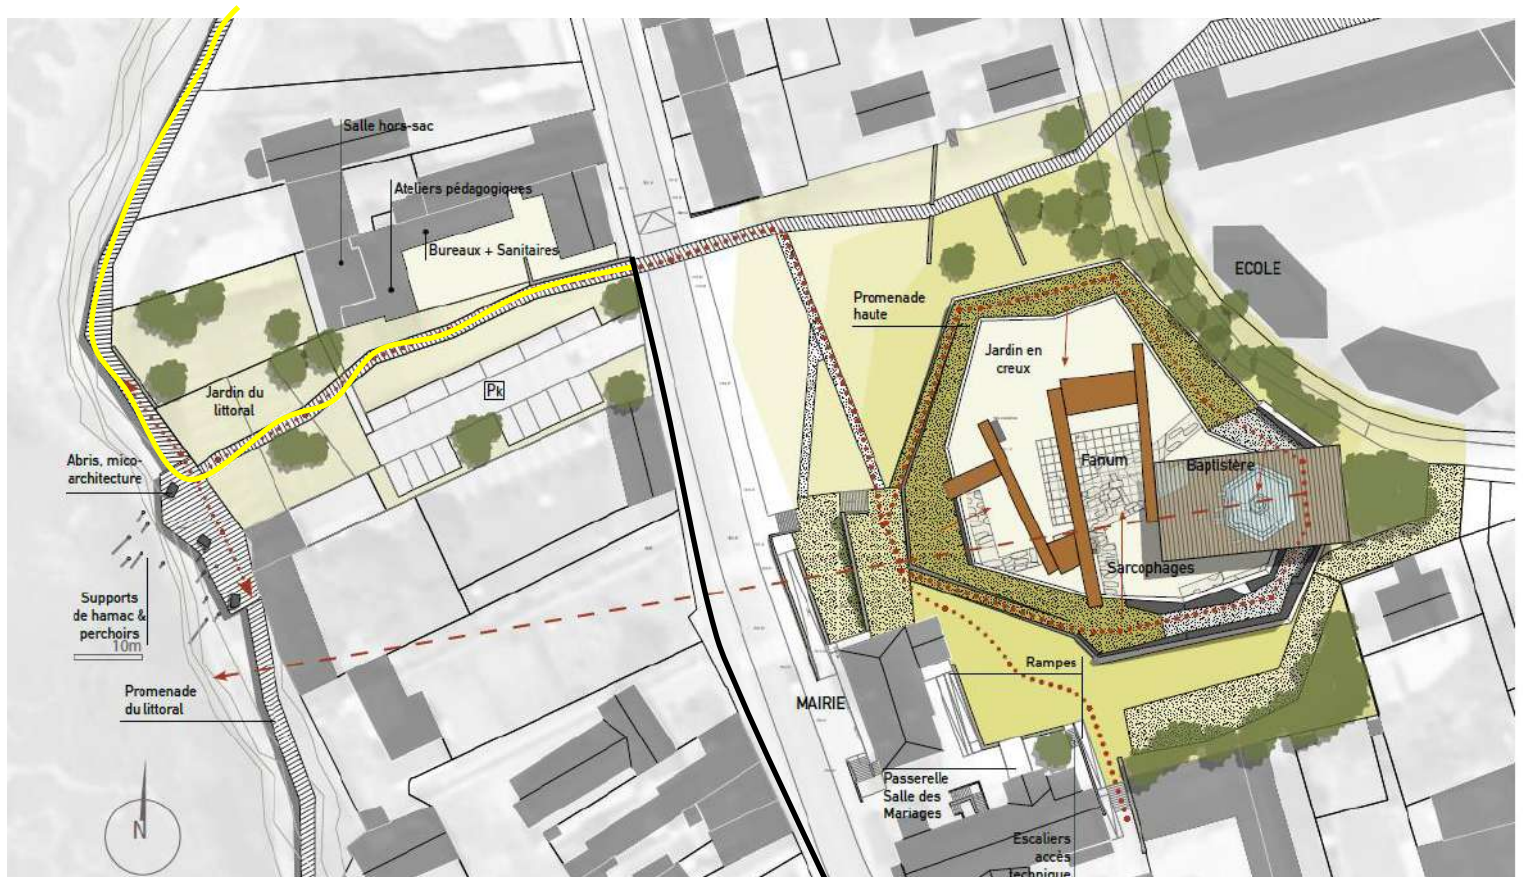 Salle hors-sac
Ateliers pédagogiques
Bureaux + Sanitaires
ECOLE
Promenade
haute
Jardin en
creux
Jardin du
littoral
Pk
Abris, mico-
architecture
Fanum
Baptistère
Sarcophages
Supports
de hamac &
perchoirs
10m
Promenade
du littoral
Rampes
MAIRIE
Passerelle
Salle des
Mariages
N
Escaliers
accès
technique